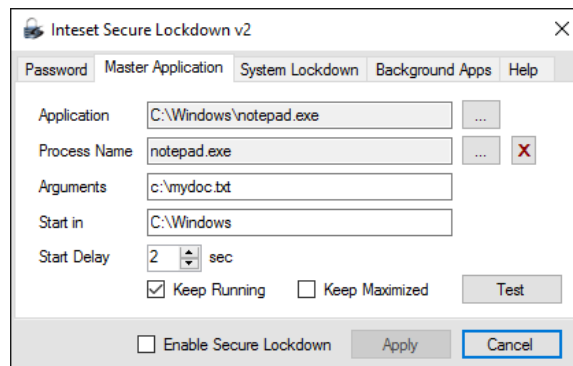 Inteset Secure Lockdown v2
Password Master Application System Lockdown Background Apps Help
Application C:\Windows\notepad.exe ...
Process Name notepad.exe ... X
Arguments c:\mydoc.txt
Start in C:\Windows
Start Delay 2 sec
Keep Running Keep Maximized Test
Enable Secure Lockdown Apply Cancel